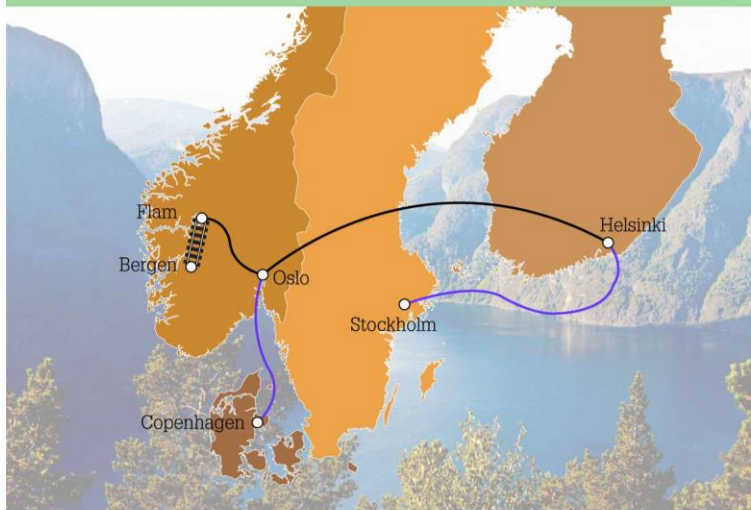 Flam
Helsinki
Bergen
Oslo
Stockholm
Copenhagen